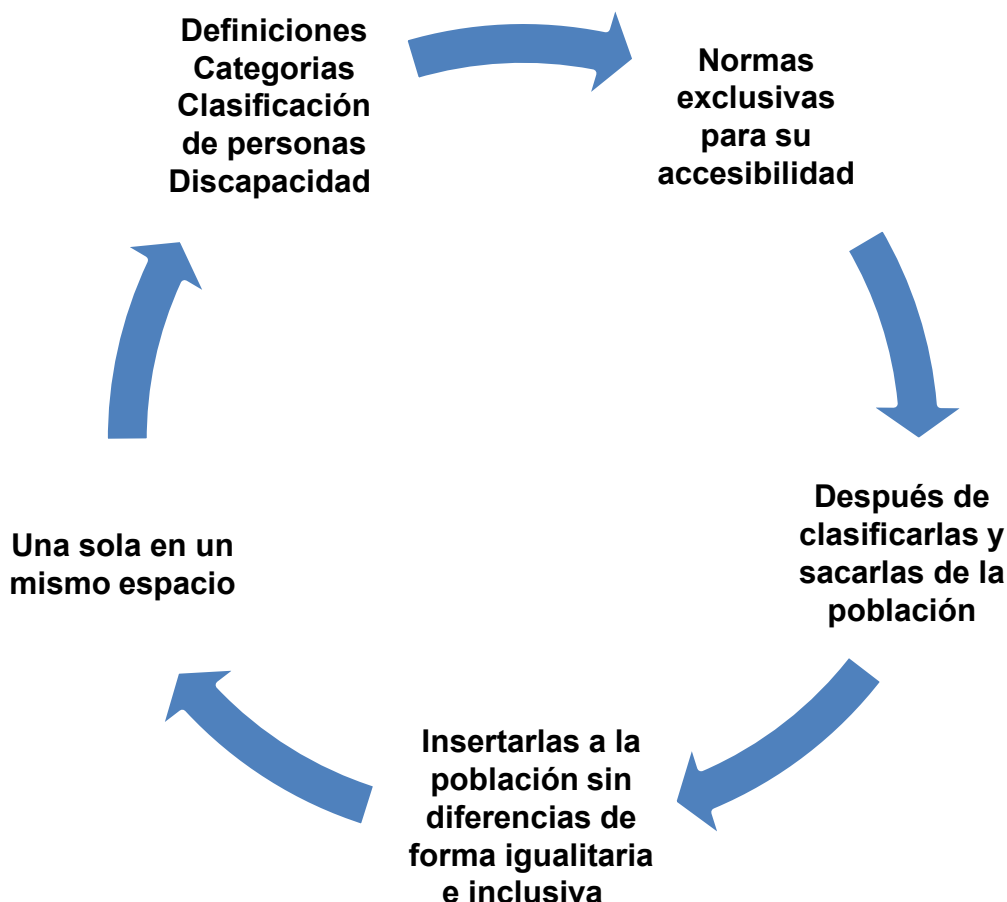 Definiciones
Categorias
Clasificación
de personas
Discapacidad
Normas
exclusivas
para su
accesibilidad
Después de
clasificarlas y
sacarlas de la
población
Insertarlas a la
población sin
diferencias de
forma igualitaria
e inclusiva
Una sola en un
mismo espacio